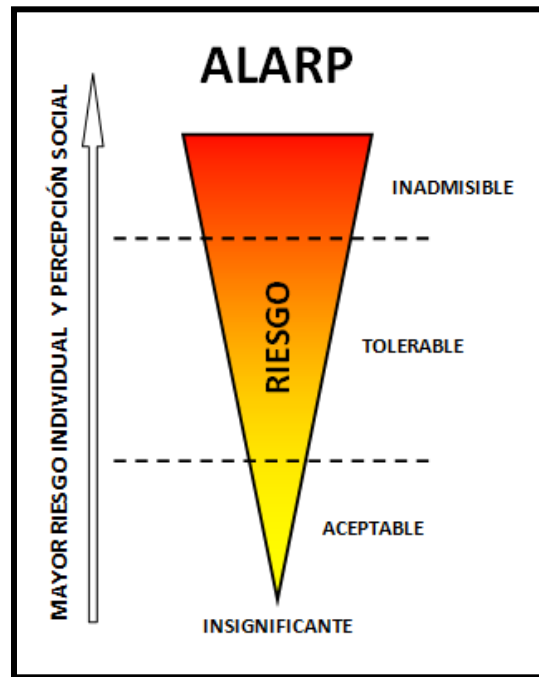 ALARP
MAYOR RIESGO INDIVIDUAL Y PERCEPCIÓN SOCIAL
INADMISIBLE
RIESGO
TOLERABLE
ACEPTABLE
INSIGNIFICANTE